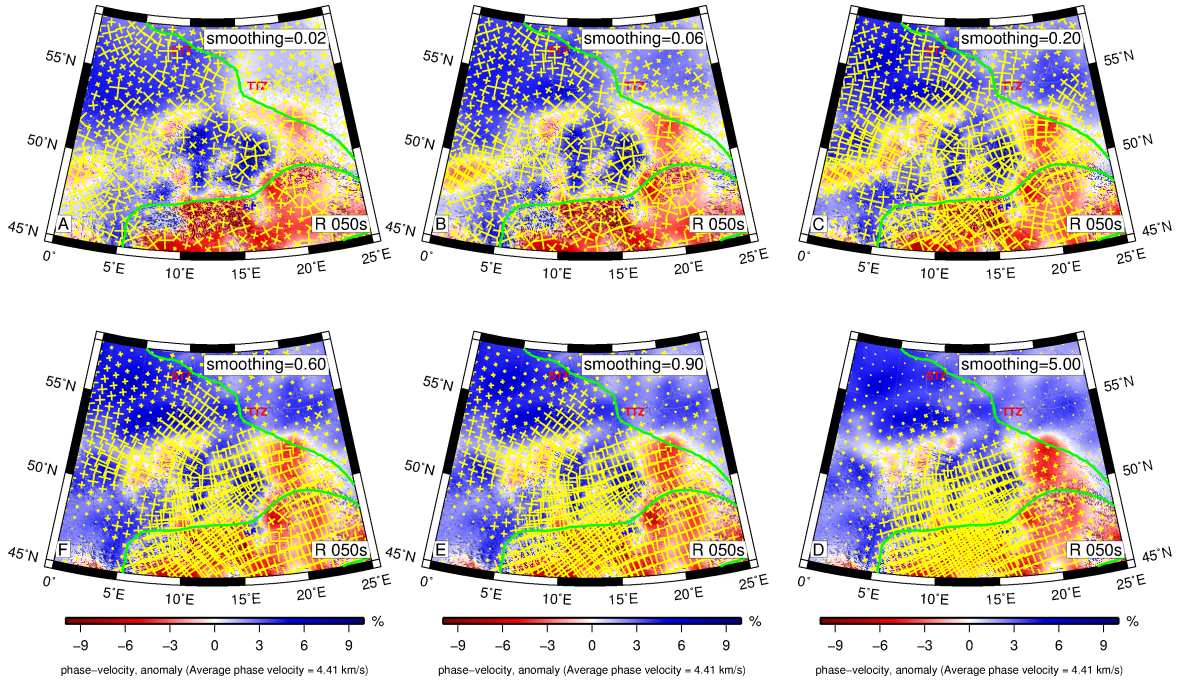 smoothing=0.02
smoothing=0.06
smoothing=0.20
55°N
55°N
TTZ
TTZ
TTZ
50°N
50°N
50°N
45°N
A
R 050s
45°N
B
R 050s
C
R 050s
45°N
0°
5°E
10°E
15°E
20°E
25°E
0°
5°E
10°E
15°E
20°E
25°E
0°
5°E
10°E
15°E
20°E
25°E
smoothing=0.60
smoothing=0.90
smoothing=5.00
55°N
55°N
55°N
STZ
TTZ
TTZ
TTZ
50°N
50°N
50°N
45°N
F
R 050s
45°N
E
R 050s
D
R 050s
45°N
0°
5°E
10°E
15°E
20°E
25°E
0°
5°E
10°E
15°E
20°E
25°E
0°
5°E
10°E
15°E
20°E
25°E
%
%
%
−9 −6 −3 0 3 6 9
−9 −6 −3 0 3 6 9
−9 −6 −3 0 3 6 9
phase−velocity, anomaly (Average phase velocity = 4.41 km/s)
phase−velocity, anomaly (Average phase velocity = 4.41 km/s)
phase−velocity, anomaly (Average phase velocity = 4.41 km/s)